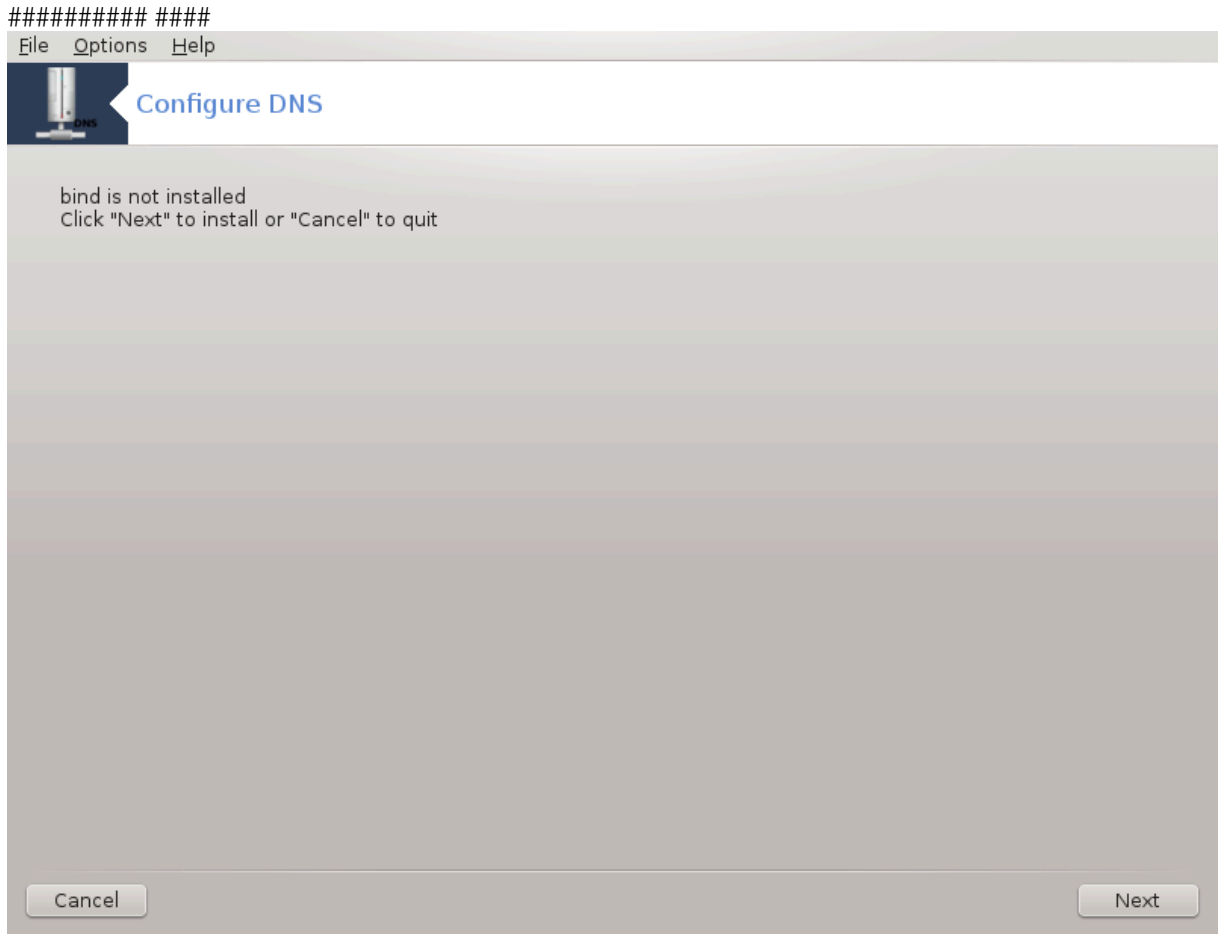 ########## ####
File Options Help
DNS
Configure DNS
bind is not installed
Click "Next" to install or "Cancel" to quit
Cancel Next